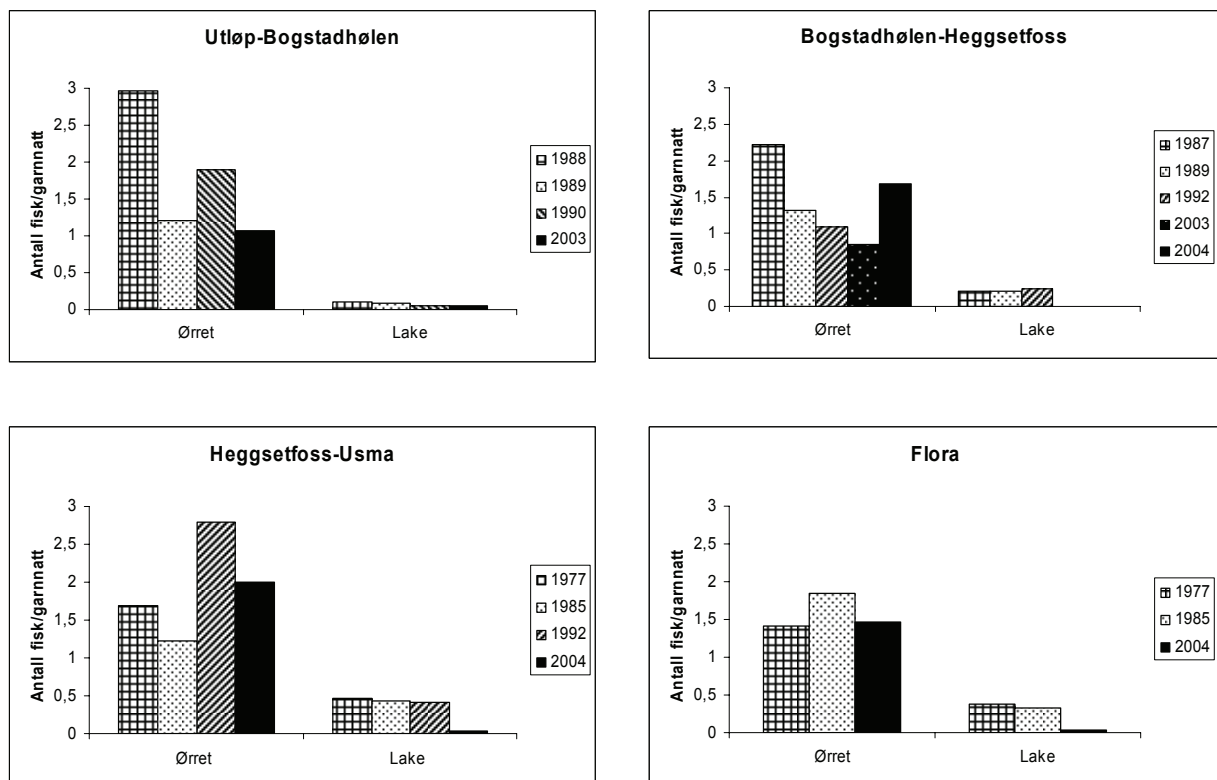 Utløp-Bogstadhølen
Antall fisk/garnnatt
3
2,5
2
1,5
1
0,5
0
Ørret
Lake
1988
1989
1990
2003
Bogstadhølen-Heggsetfoss
Antall fisk/garnnatt
3
2,5
2
1,5
1
0,5
0
Ørret
Lake
1987
1989
1992
2003
2004
Heggsetfoss-Usma
Antall fisk/garnnatt
3
2,5
2
1,5
1
0,5
0
Ørret
Lake
1977
1985
1992
2004
Flora
Antall fisk/garnnatt
3
2,5
2
1,5
1
0,5
0
Ørret
Lake
1977
1985
2004